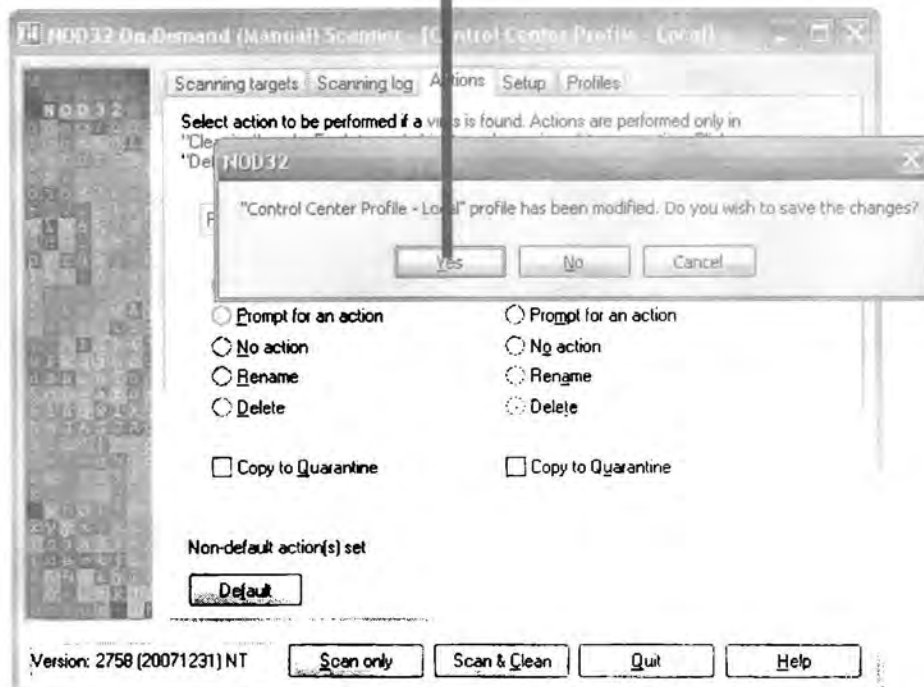 NOD32 On-Demand (Manual) Scanner - [Control Center Profile - Local]
NOD32
Scanning targets Scanning log Actions Setup Profiles
Select action to be performed if a virus is found. Actions are performed only in
"Cle
"Del
NOD32
"Control Center Profile - Local" profile has been modified. Do you wish to save the changes?
Yes No Cancel
Prompt for an action Prompt for an action
No action No action
Rename Rename
Delete Delete
Copy to Quarantine Copy to Quarantine
Non-default action(s) set
Default
Version: 2758 (20071231) NT Scan only Scan & Clean Quit Help